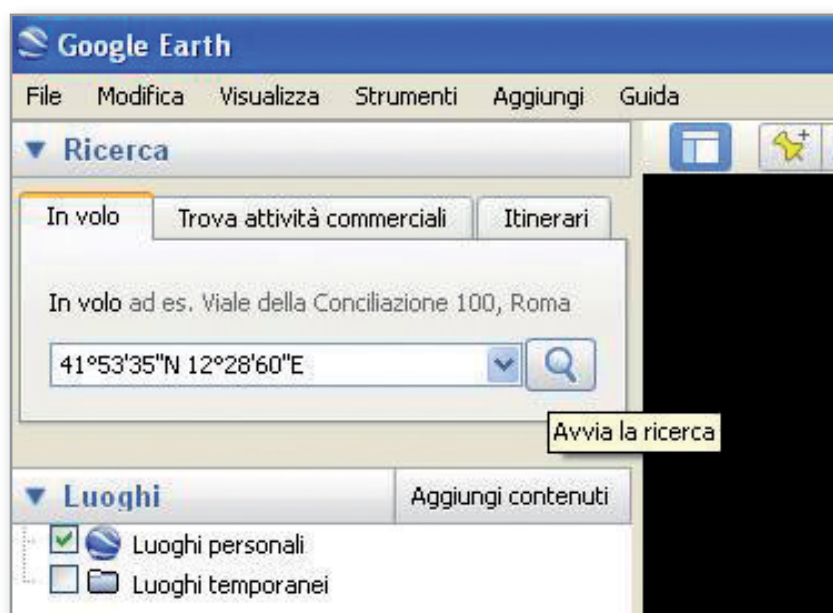 Google Earth
File Modifica Visualizza Strumenti Aggiungi Guida
Ricerca
In volo Trova attività commerciali Itinerari
In volo ad es. Viale della Conciliazione 100, Roma
41°53'35"N 12°28'60"E
Avvia la ricerca
Luoghi Aggiungi contenuti
Luoghi personali
Luoghi temporanei